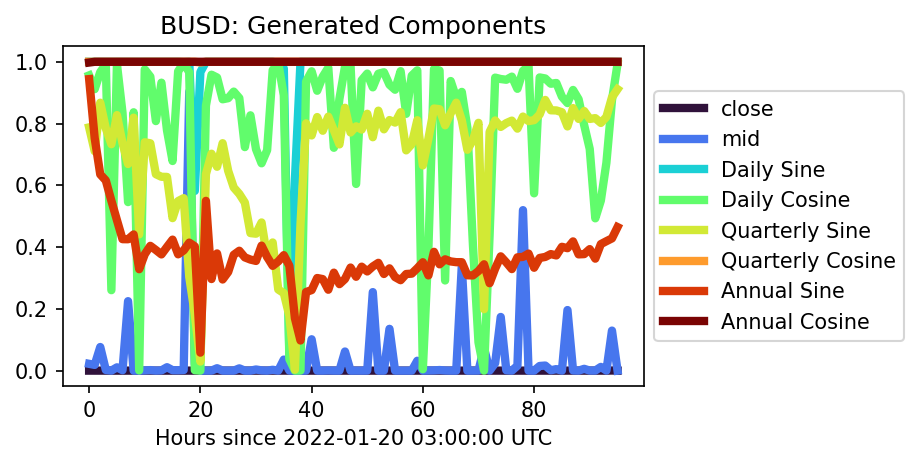 BUSD: Generated Components
1.0
0.8
0.6
0.4
0.2
0.0
0
20
40
60
80
Hours since 2022-01-20 03:00:00 UTC
close
mid
Daily Sine
Daily Cosine
Quarterly Sine
Quarterly Cosine
Annual Sine
Annual Cosine